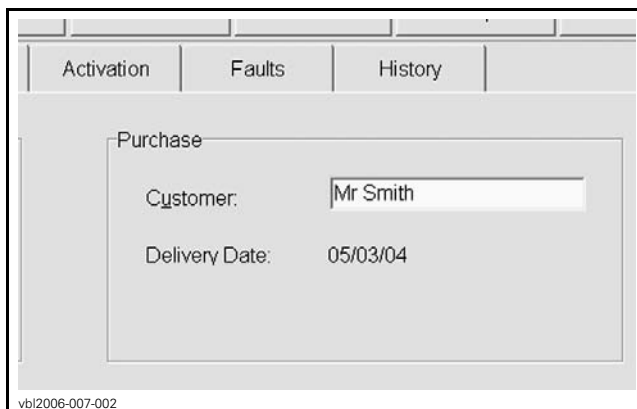 Activation Faults History
Purchase
Customer: Mr Smith
Delivery Date: 05/03/04
vbl2006-007-002